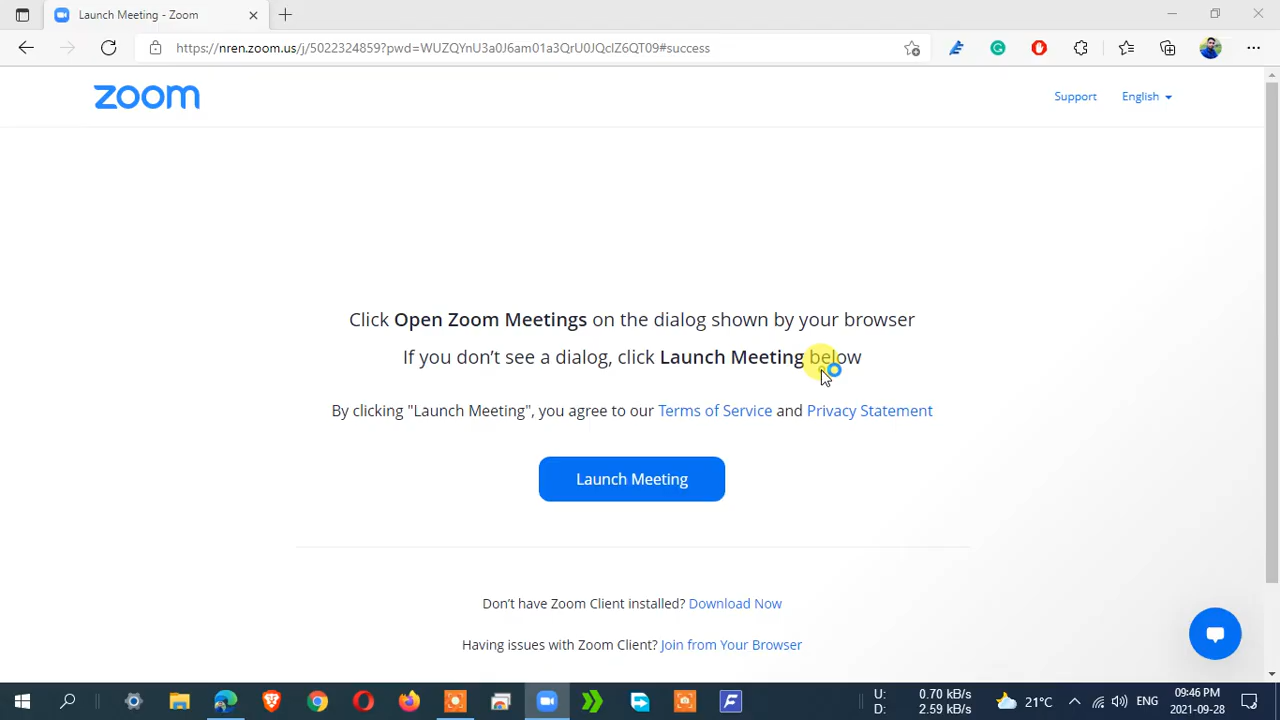 Launch Meeting - Zoom
https://nren.zoom.us/j/5022324859?pwd=WUZQYnU3a0Jtam01a3QrU0JQclZ6QT09#success
zoom
Support
English
Click Open Zoom Meetings on the dialog shown by your browser
If you don't see a dialog, click Launch Meeting below
By clicking "Launch Meeting", you agree to our Terms of Service and Privacy Statement
Launch Meeting
Don't have Zoom Client installed? Download Now
Having issues with Zoom Client? Join from Your Browser
U: 0.70 kB/s
D: 2.59 kB/s
21°C
ENG
09:46 PM
2021-09-28